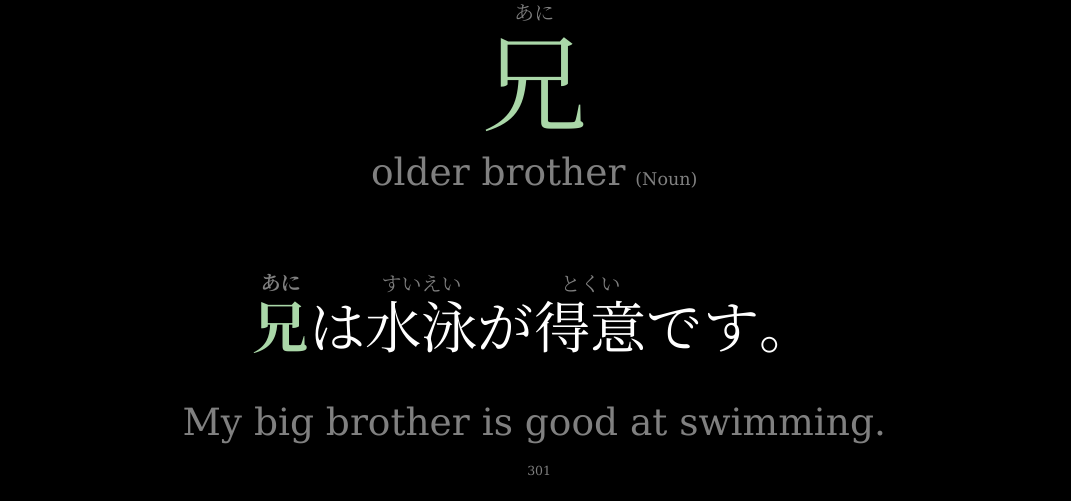 あに
兄
older brother (Noun)
あに すいえい とくい
兄は水泳が得意です。
My big brother is good at swimming.
301